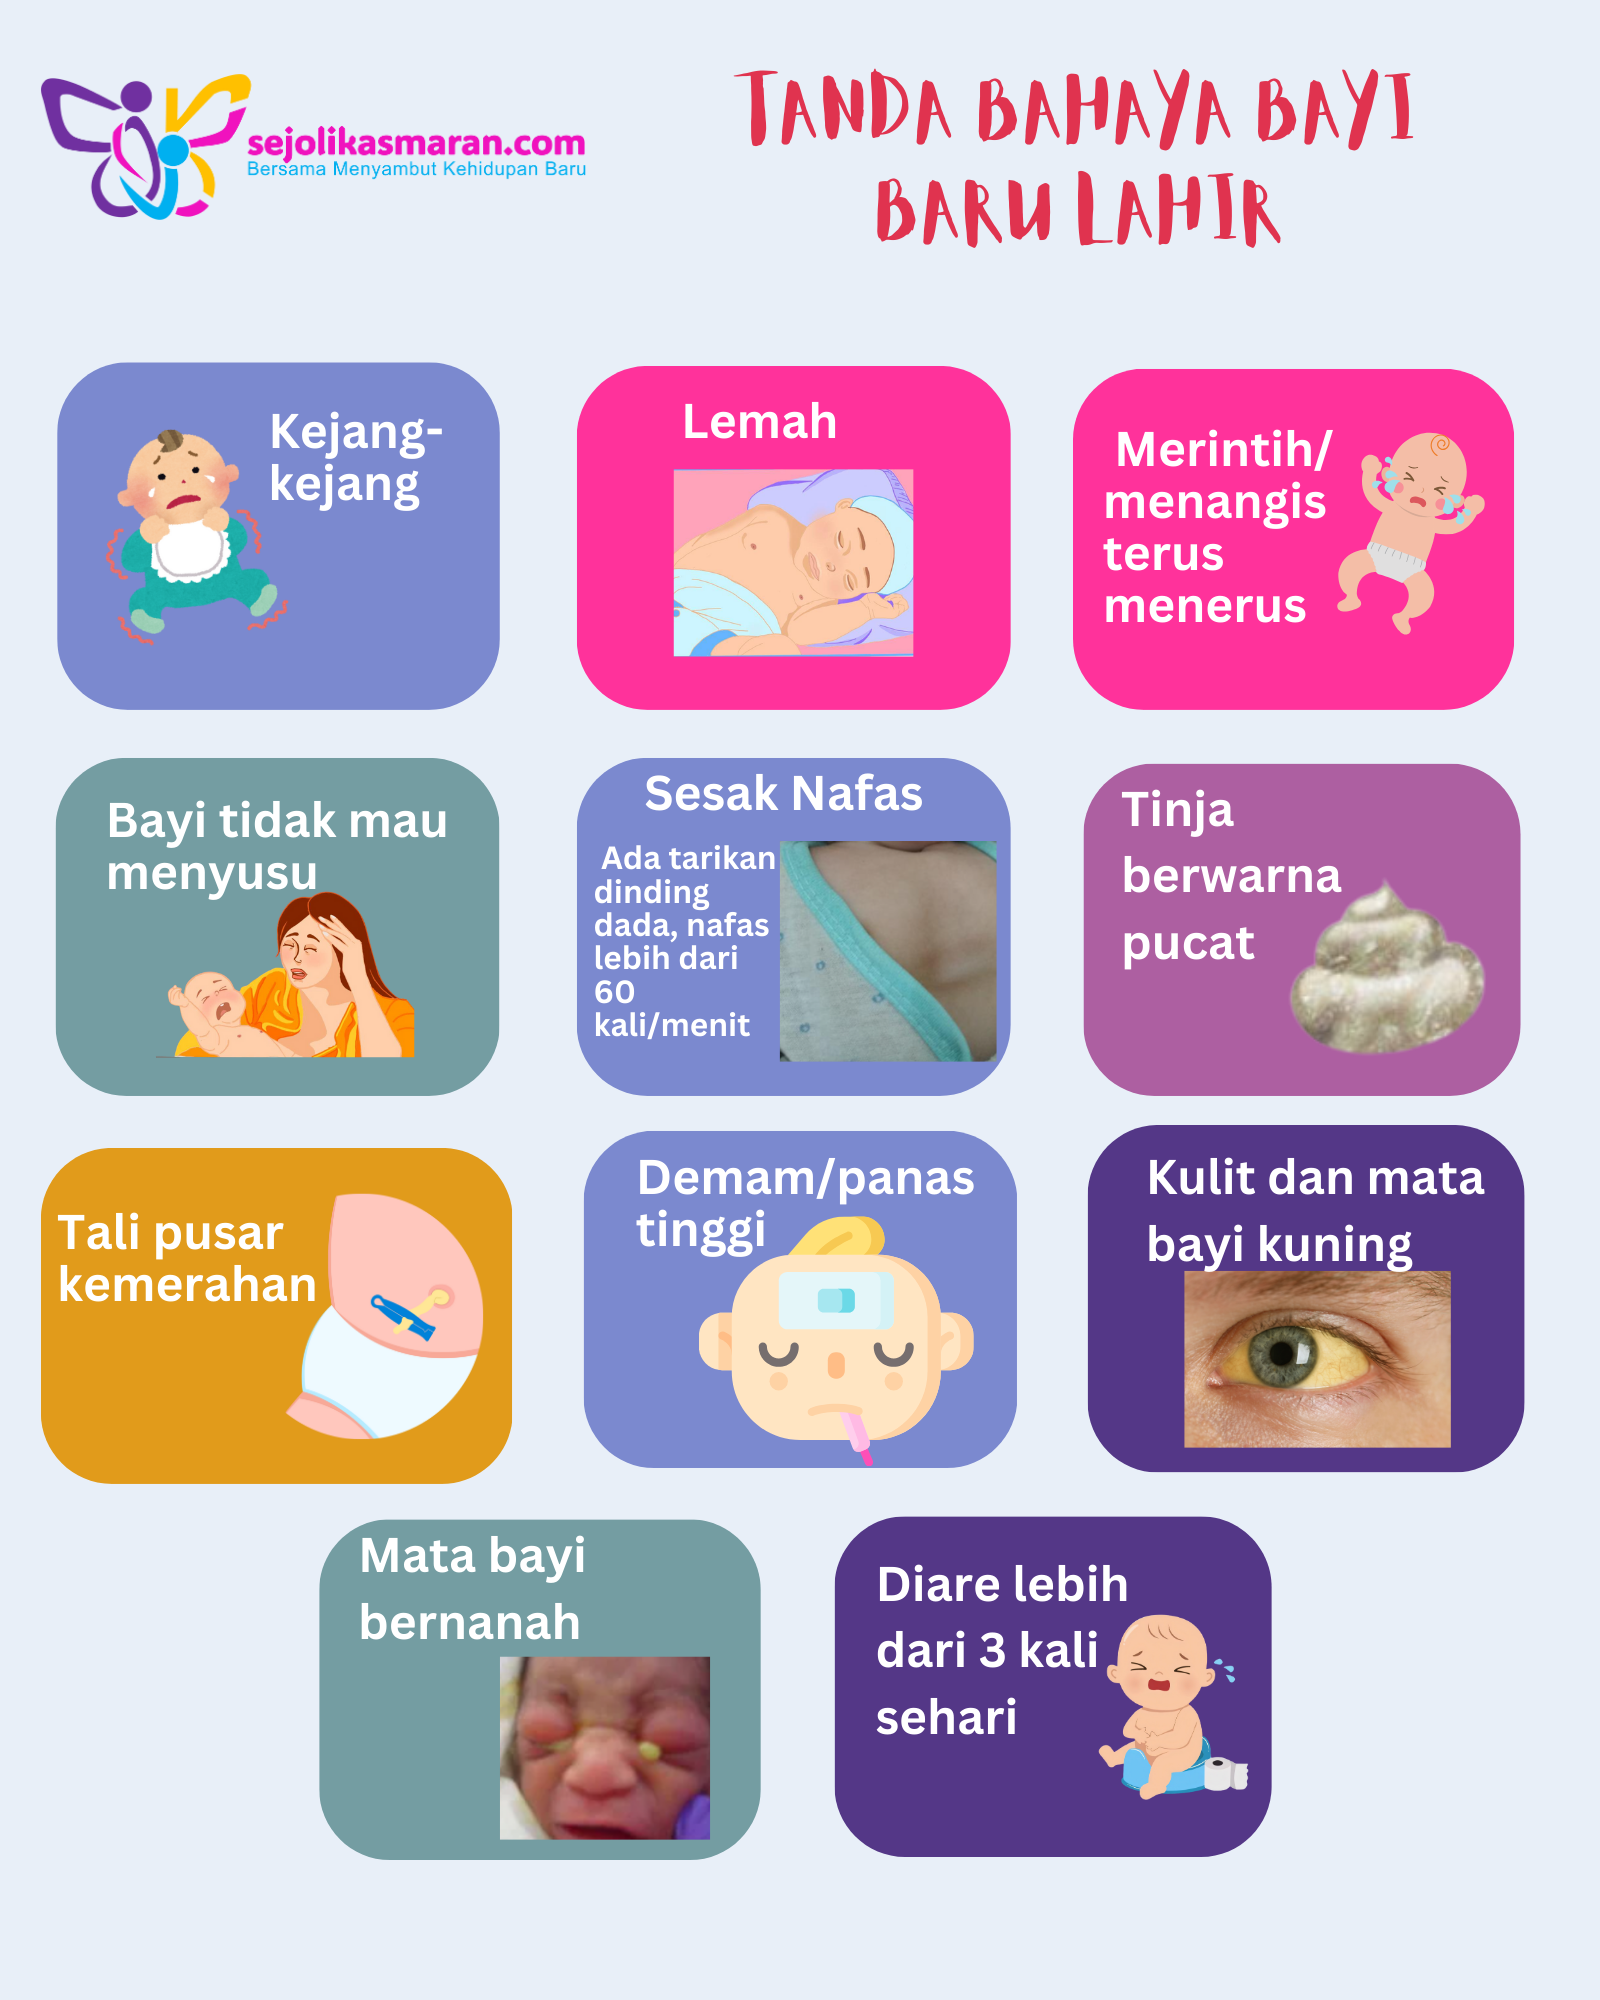 sejolikasmaran.com
Bersama Menyambut Kehidupan Baru
TANDA BAHAYA BAYI
BARU LAHIR
Kejang-
kejang
Lemah
Merintih/
menangis
terus
menerus
Bayi tidak mau
menyusu
Sesak Nafas
Ada tarikan
dinding
dada, nafas
lebih dari
60
kali/menit
Tinja
berwarna
pucat
Tali pusar
kemerahan
Demam/panas
tinggi
Kulit dan mata
bayi kuning
Mata bayi
bernanah
Diare lebih
dari 3 kali
sehari